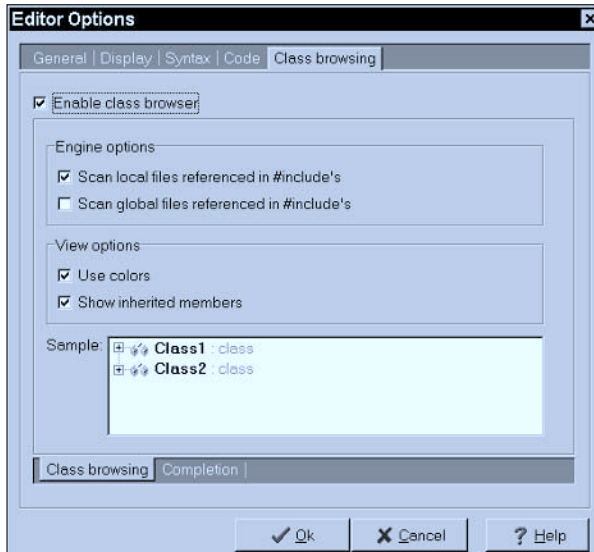 Editor Options
General | Display | Syntax | Code Class browsing
Enable class browser
Engine options
Scan local files referenced in #include's
Scan global files referenced in #include's
View options
Use colors
Show inherited members
Sample:
Class1 : class
Class2 : class
Class browsing Completion |
Ok Cancel ? Help